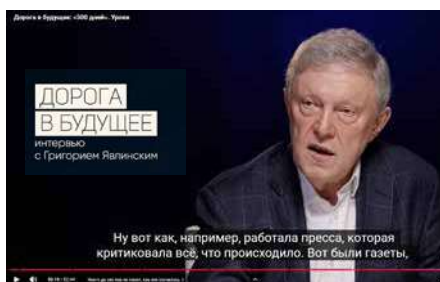 Дорога в будущее: «500 дней». Уроки
ДОРОГА
В БУДУЩЕЕ
интервью
с Григорием Явлинским
Ну вот как, например, работала пресса, которая
критиковала всё, что происходило. Вот были газеты,